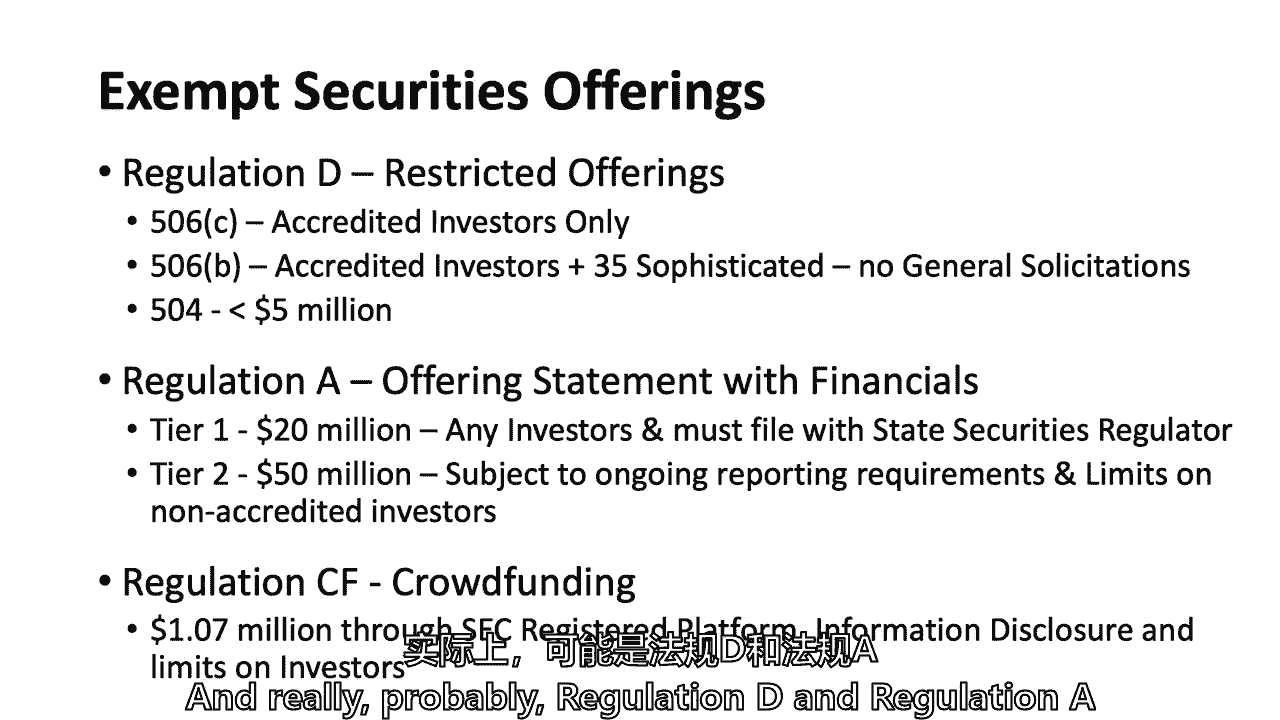 Exempt Securities Offerings
• Regulation D – Restricted Offerings
• 506(c) – Accredited Investors Only
• 506(b) – Accredited Investors + 35 Sophisticated – no General Solicitations
• 504 - < $5 million
• Regulation A – Offering Statement with Financials
• Tier 1 - $20 million – Any Investors & must file with State Securities Regulator
• Tier 2 - $50 million – Subject to ongoing reporting requirements & Limits on
non-accredited investors
• Regulation CF - Crowdfunding
• $1.07 million through SEC Registered Platform, Information Disclosure and
limits on Investors
实际上，可能是法规D和法规A
And really, probably, Regulation D and Regulation A